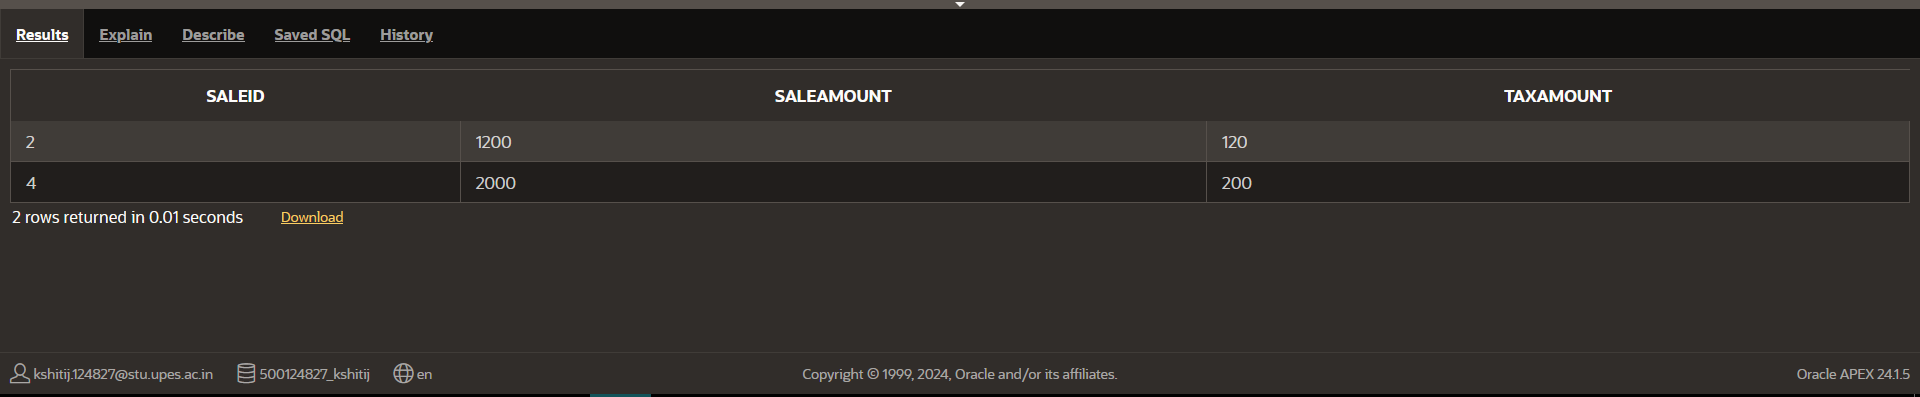 Results Explain Describe Saved SQL History
SALEID SALEAMOUNT TAXAMOUNT
2 1200 120
4 2000 200
2 rows returned in 0.01 seconds Download
kshitij.124827@stu.upes.ac.in 500124827_kshitij en Copyright © 1999, 2024, Oracle and/or its affiliates. Oracle APEX 24.1.5